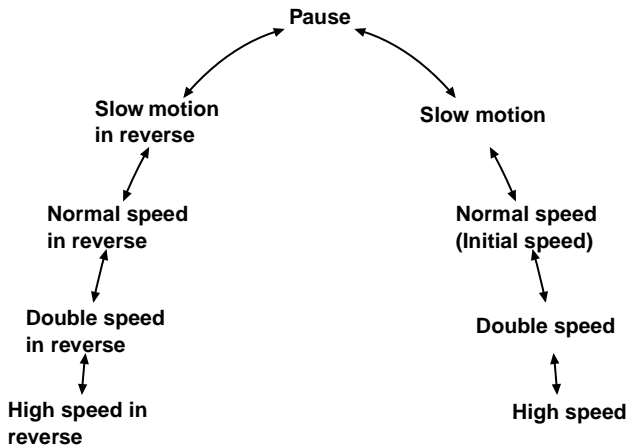 Pause
Slow motion
in reverse
Slow motion
Normal speed
in reverse
Normal speed
(Initial speed)
Double speed
in reverse
Double speed
High speed in
reverse
High speed